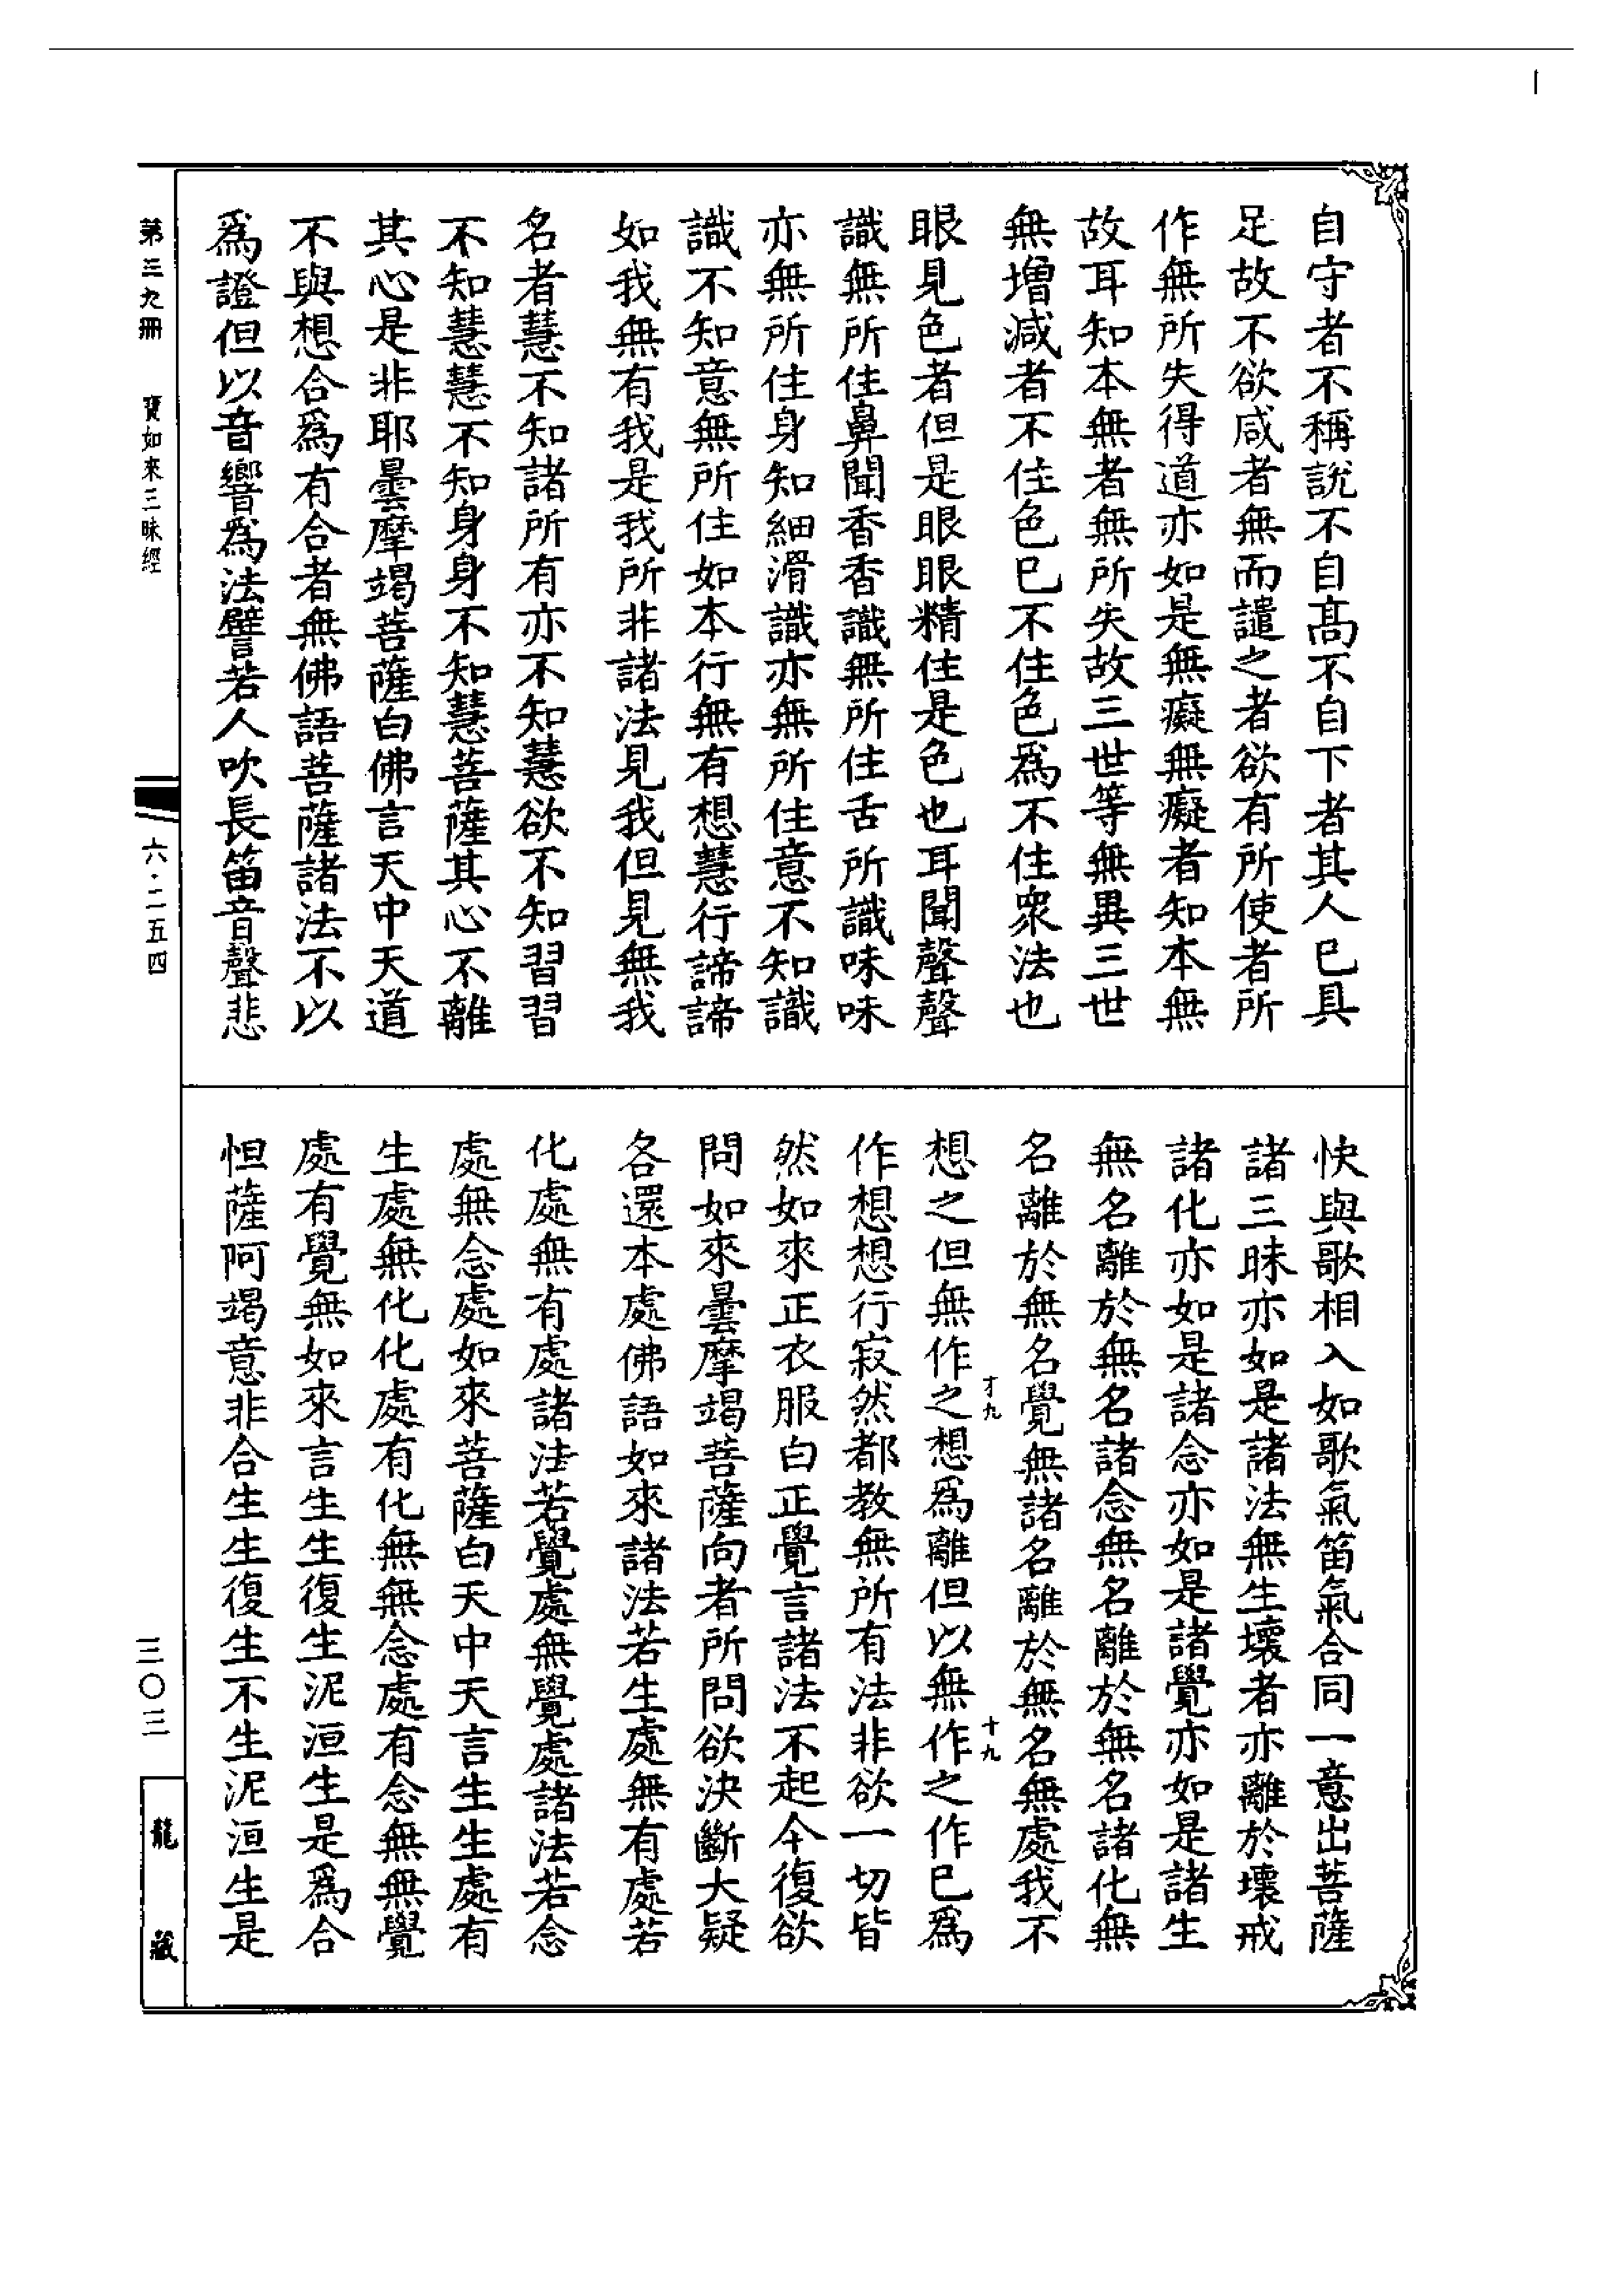 自守者不稱說不自高不自下者其人已具
足故不欲咸者無而譴之者欲有所使者所
作無所失得道亦如是無癡無癡者知本無
故耳知本無者無所失故三世等無異三世
無增減者不住色已不住色爲不住衆法也
眼見色者但是眼眼精住是色也耳聞聲聲
識無所住鼻聞香香識無所住舌所識味味
亦無所住身知細滑識亦無所住意不知識
識不知意無所住如本行無有想慧行諦諦
如我無有我是我所非諸法見我但見無我
名者慧不知諸所有亦不知慧欲不知習習
不知慧慧不知身身不知慧菩薩其心不離
其心是非耶曇摩竭菩薩白佛言天中天道
不與想合爲有合者無佛語菩薩諸法不以
爲證但以音響爲法譬若人吹長笛音聲悲
快與歌相入如歌氣笛氣合同一意出菩薩
諸三昧亦如是諸法無生壞者亦離於壞戒
諸化亦如是諸念亦如是諸覺亦如是諸生
無名離於無名諸念無名離於無名諸化無
名離於無名覺無諸名離於無名無處我不
想之但無作之想爲離但以無作之作已爲
作想想行寂然都教無所有法非欲一切皆
然如來正衣服白正覺言諸法不起今復欲
問如來曇摩竭菩薩向者所問欲決斷大疑
各還本處佛語如來諸法若生處無有處若
化處無有處諸法若覺處無覺處諸法若念
處無念處如來菩薩白天中天言生生處有
生處無化化處有化無無念處有念無無覺
處有覺無如來言生生復生泥洹生是爲合
怛薩阿竭意非合生生復生不生泥洹生是
第三九冊
寶如來三昧經
六·二五四
三〇三
龍藏
才九
十九